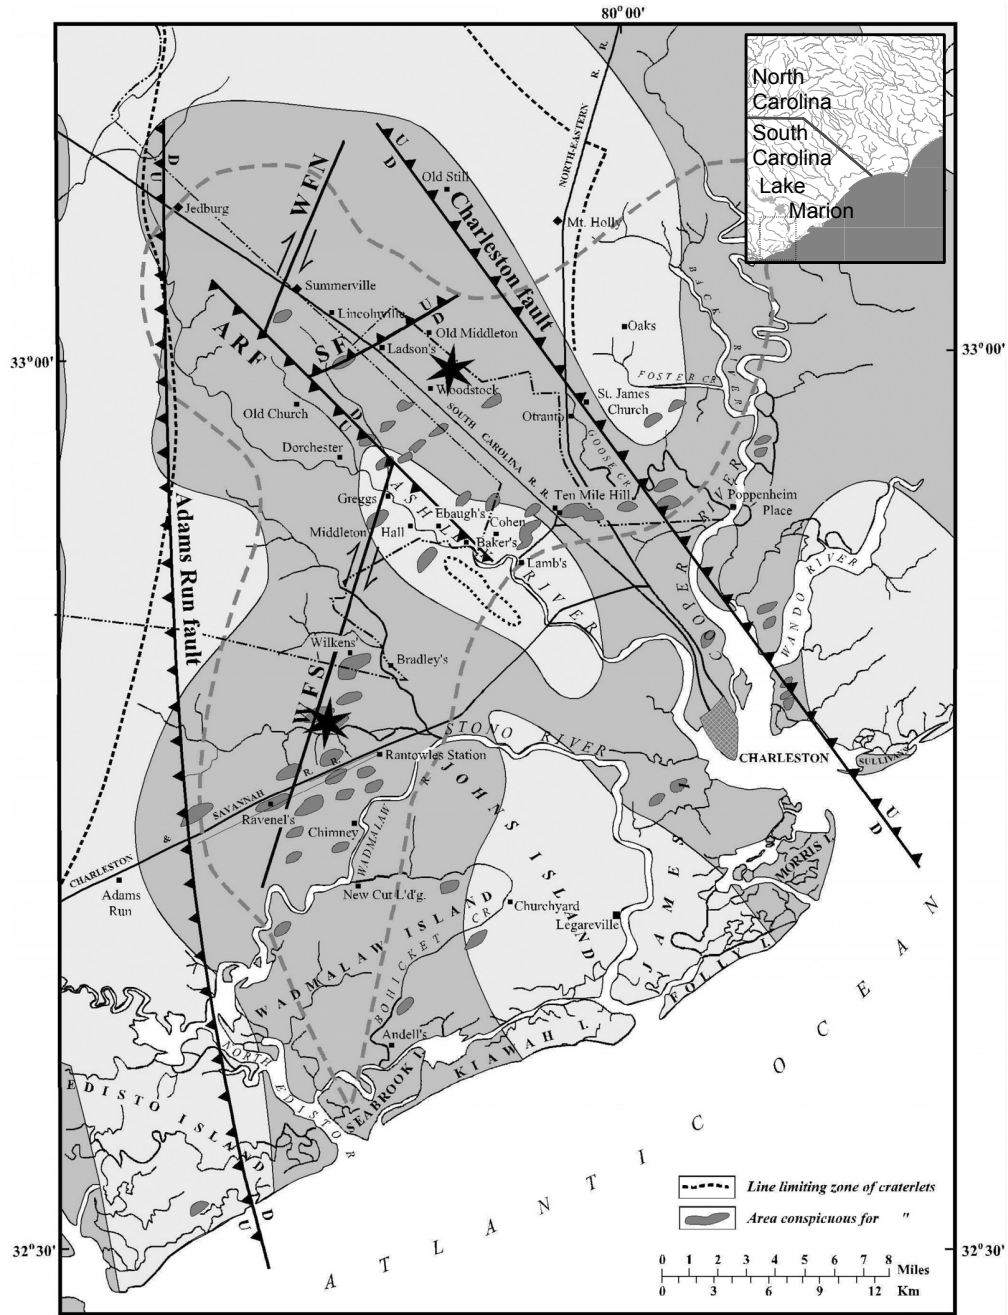 80°00'
North
Carolina
South
Carolina
Lake
Marion
NORTH-EASTERN
R. R.
U
D
D
U
WFN
Old Still
Charleston fault
Jedburg
Mt. Holly
BACK
RIVER
Summerville
Lincolnville
U
D
Old Middleton
Oaks
ARF
SF
Ladson's
33°00'
33°00'
FOSTER CR.
Woodstock
St. James
Church
Old Church
D
U
SOUTH CAROLINA R. R.
Otranto
GOOSE CR.
Dorchester
Greggs
ASHLEY
RIVER
Ten Mile Hill
Poppenheim
Place
Ebaugh's
Cohen
Middleton
Hall
Baker's
Lamb's
COOPER
RIVER
WANDO RIVER
Adams Run fault
Wilkens'
Bradley's
WFS
STONO RIVER
Rantowles Station
CHARLESTON
SULLIVANS
CHARLESTON & SAVANNAH R. R.
Ravenel's
Chimney
WADMALAW
R.
JOHNS
ISLAND
JAMES
I.
U
D
MORRIS I.
Adams
Run
New Cut L'd'g.
Churchyard
Legareville
WADMALAW ISLAND
BOHICKET CR.
FOLLY I.
Andell's
KIAWAH I.
SEABROOK I.
NORTH
EDISTO
R
EDISTO ISLAND
D
U
ATLANTIC OCEAN
Line limiting zone of craterlets
Area conspicuous for "
32°30'
32°30'
0 1 2 3 4 5 6 7 8
Miles
Km
0 3 6 9 12